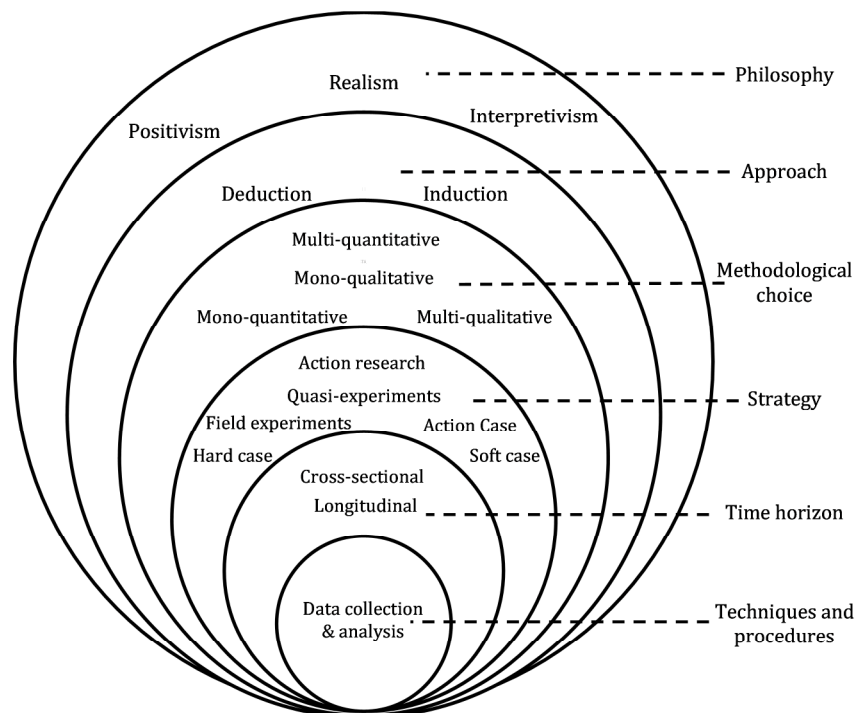 Realism
Philosophy
Positivism
Interpretivism
Approach
Deduction
Induction
Multi-quantitative
Mono-qualitative
Methodological
choice
Mono-quantitative
Multi-qualitative
Action research
Quasi-experiments
Strategy
Field experiments
Action Case
Hard case
Soft case
Cross-sectional
Longitudinal
Time horizon
Data collection
& analysis
Techniques and
procedures